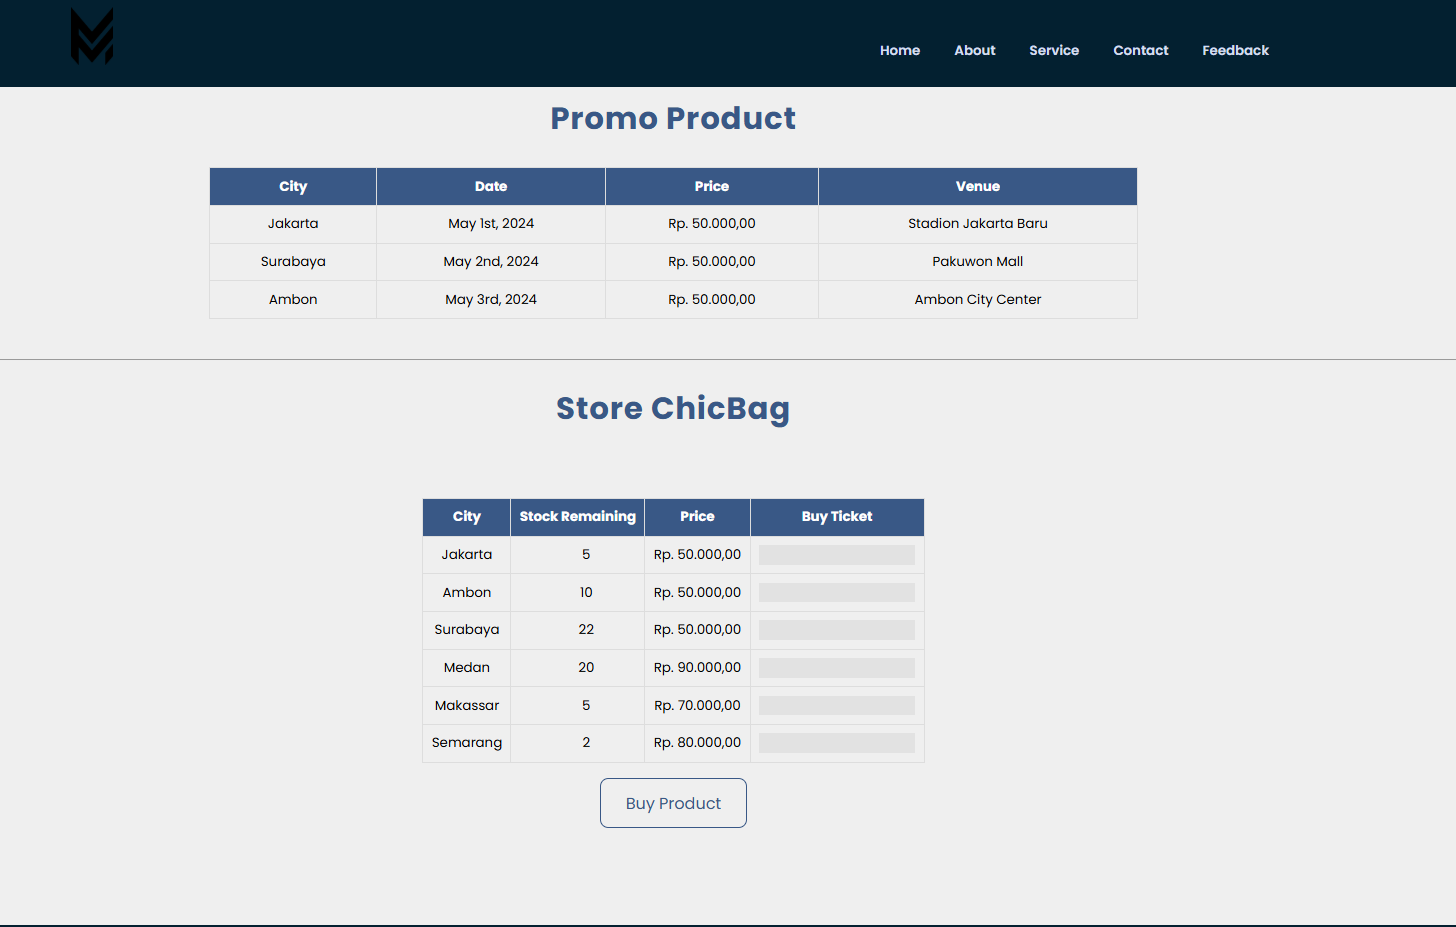 Home About Service Contact Feedback
Promo Product
City Date Price Venue
Jakarta May 1st, 2024 Rp. 50.000,00 Stadion Jakarta Baru
Surabaya May 2nd, 2024 Rp. 50.000,00 Pakuwon Mall
Ambon May 3rd, 2024 Rp. 50.000,00 Ambon City Center
Store ChicBag
City Stock Remaining Price Buy Ticket
Jakarta 5 Rp. 50.000,00
Ambon 10 Rp. 50.000,00
Surabaya 22 Rp. 50.000,00
Medan 20 Rp. 90.000,00
Makassar 5 Rp. 70.000,00
Semarang 2 Rp. 80.000,00
Buy Product